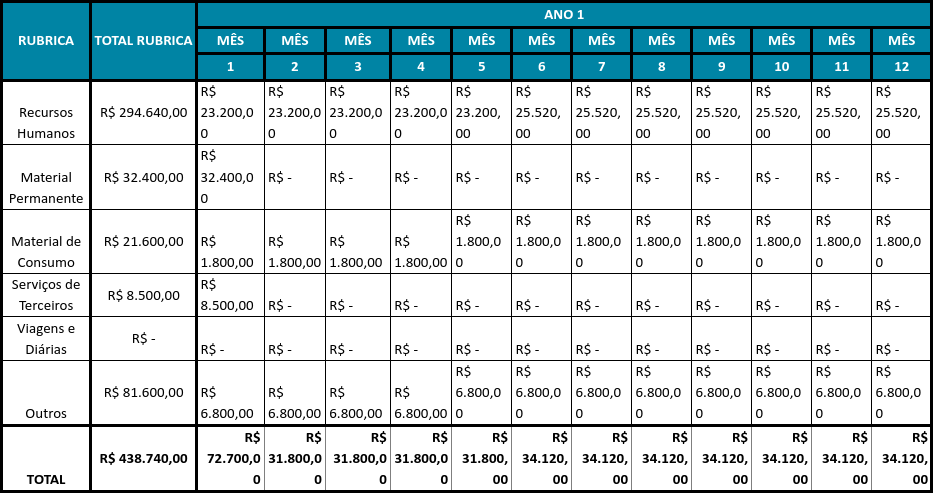 RUBRICA TOTAL RUBRICA ANO 1
MÊS MÊS MÊS MÊS MÊS MÊS MÊS MÊS MÊS MÊS MÊS MÊS
1 2 3 4 5 6 7 8 9 10 11 12
Recursos Humanos R$ 294.640,00 R$ 23.200,00 R$ 23.200,00 R$ 23.200,00 R$ 23.200,00 R$ 23.200,00 R$ 25.520,00 R$ 25.520,00 R$ 25.520,00 R$ 25.520,00 R$ 25.520,00 R$ 25.520,00 R$ 25.520,00
Material Permanente R$ 32.400,00 R$ 32.400,00 R$ - R$ - R$ - R$ - R$ - R$ - R$ - R$ - R$ - R$ - R$ -
Material de Consumo R$ 21.600,00 R$ 1.800,00 R$ 1.800,00 R$ 1.800,00 R$ 1.800,00 R$ 1.800,00 R$ 1.800,00 R$ 1.800,00 R$ 1.800,00 R$ 1.800,00 R$ 1.800,00 R$ 1.800,00 R$ 1.800,00
Serviços de Terceiros R$ 8.500,00 R$ 8.500,00 R$ - R$ - R$ - R$ - R$ - R$ - R$ - R$ - R$ - R$ - R$ -
Viagens e Diárias R$ - R$ - R$ - R$ - R$ - R$ - R$ - R$ - R$ - R$ - R$ - R$ - R$ -
Outros R$ 81.600,00 R$ 6.800,00 R$ 6.800,00 R$ 6.800,00 R$ 6.800,00 R$ 6.800,00 R$ 6.800,00 R$ 6.800,00 R$ 6.800,00 R$ 6.800,00 R$ 6.800,00 R$ 6.800,00 R$ 6.800,00
TOTAL R$ 438.740,00 R$ 72.700,00 R$ 31.800,00 R$ 31.800,00 R$ 31.800,00 R$ 31.800,00 R$ 34.120,00 R$ 34.120,00 R$ 34.120,00 R$ 34.120,00 R$ 34.120,00 R$ 34.120,00 R$ 34.120,00